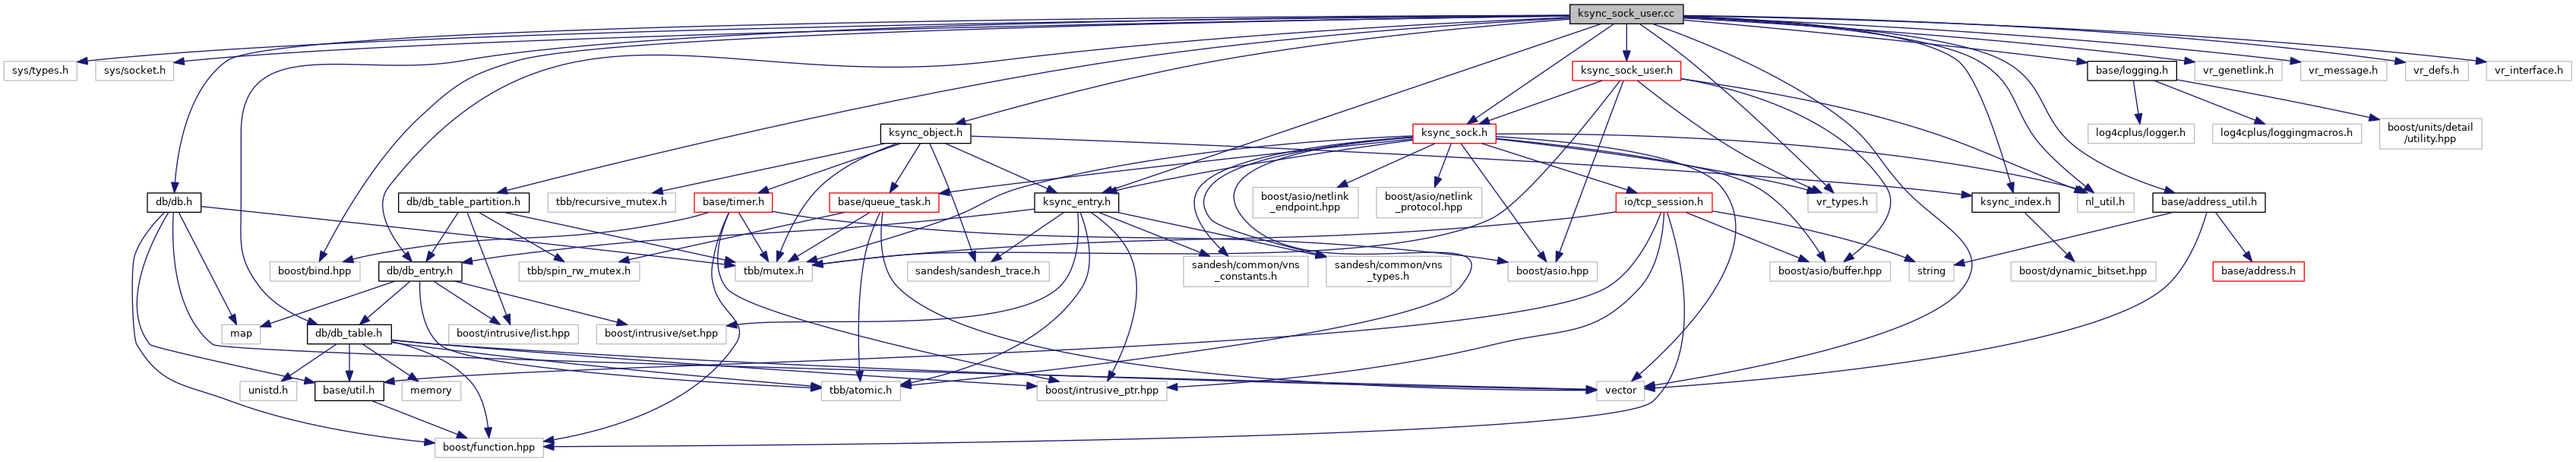 ksync_sock_user.cc
sys/types.h
sys/socket.h
ksync_sock_user.h
base/logging.h
vr_genetlink.h
vr_message.h
vr_defs.h
vr_interface.h
ksync_object.h
ksync_sock.h
log4cplus/logger.h
log4cplus/loggingmacros.h
boost/units/detail
/utility.hpp
db/db.h
db/db_table_partition.h
tbb/recursive_mutex.h
base/timer.h
base/queue_task.h
ksync_entry.h
boost/asio/netlink
_endpoint.hpp
boost/asio/netlink
_protocol.hpp
io/tcp_session.h
vr_types.h
ksync_index.h
nl_util.h
base/address_util.h
boost/bind.hpp
db/db_entry.h
tbb/spin_rw_mutex.h
tbb/mutex.h
sandesh/sandesh_trace.h
sandesh/common/vns
_constants.h
sandesh/common/vns
_types.h
boost/asio.hpp
boost/asio/buffer.hpp
string
boost/dynamic_bitset.hpp
base/address.h
map
db/db_table.h
boost/intrusive/list.hpp
boost/intrusive/set.hpp
unistd.h
base/util.h
memory
tbb/atomic.h
boost/intrusive_ptr.hpp
vector
boost/function.hpp